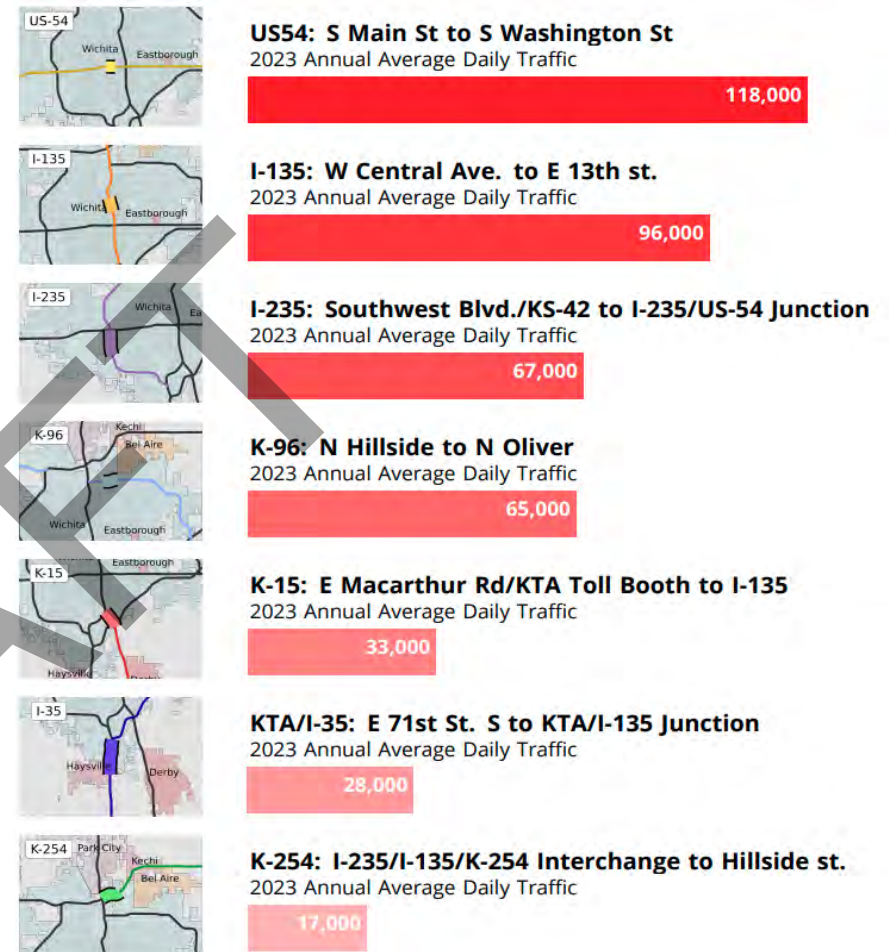 US-54
Wichita
Eastborough
US54: S Main St to S Washington St
2023 Annual Average Daily Traffic
118,000
I-135
Wichita
Eastborough
I-135: W Central Ave. to E 13th st.
2023 Annual Average Daily Traffic
96,000
I-235
Wichita
Ea
I-235: Southwest Blvd./KS-42 to I-235/US-54 Junction
2023 Annual Average Daily Traffic
67,000
K-96
Kechi
Bel Aire
Wichita
Eastborough
K-96: N Hillside to N Oliver
2023 Annual Average Daily Traffic
65,000
Eastborough
K-15
Haysville
K-15: E Macarthur Rd/KTA Toll Booth to I-135
2023 Annual Average Daily Traffic
33,000
I-35
Haysville
Derby
KTA/I-35: E 71st St. S to KTA/I-135 Junction
2023 Annual Average Daily Traffic
28,000
K-254
Park City
Kechi
Bel Aire
K-254: I-235/I-135/K-254 Interchange to Hillside st.
2023 Annual Average Daily Traffic
17,000
AFT